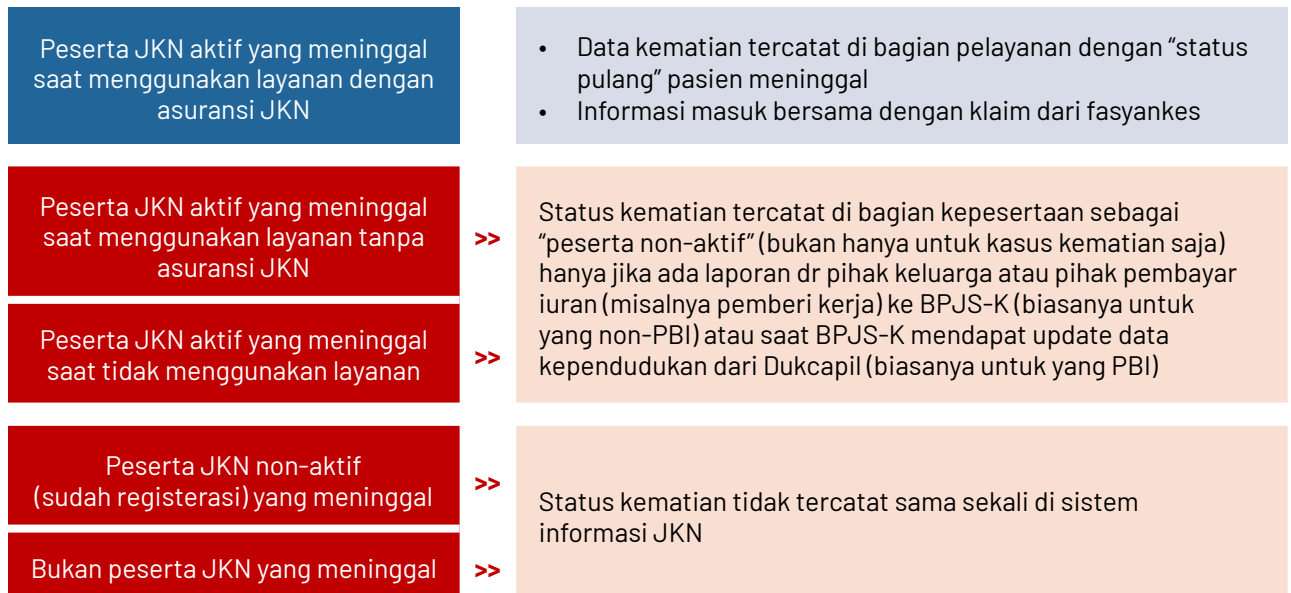 Peserta JKN aktif yang meninggal
saat menggunakan layanan dengan
asuransi JKN
• Data kematian tercatat di bagian pelayanan dengan “status
pulang” pasien meninggal
• Informasi masuk bersama dengan klaim dari fasyankes
Peserta JKN aktif yang meninggal
saat menggunakan layanan tanpa
asuransi JKN
>>
Peserta JKN aktif yang meninggal
saat tidak menggunakan layanan
>>
Status kematian tercatat di bagian kepesertaan sebagai
“peserta non-aktif” (bukan hanya untuk kasus kematian saja)
hanya jika ada laporan dr pihak keluarga atau pihak pembayar
iuran (misalnya pemberi kerja) ke BPJS-K (biasanya untuk
yang non-PBI) atau saat BPJS-K mendapat update data
kependudukan dari Dukcapil (biasanya untuk yang PBI)
Peserta JKN non-aktif
(sudah registerasi) yang meninggal
>>
Bukan peserta JKN yang meninggal
>>
Status kematian tidak tercatat sama sekali di sistem
informasi JKN